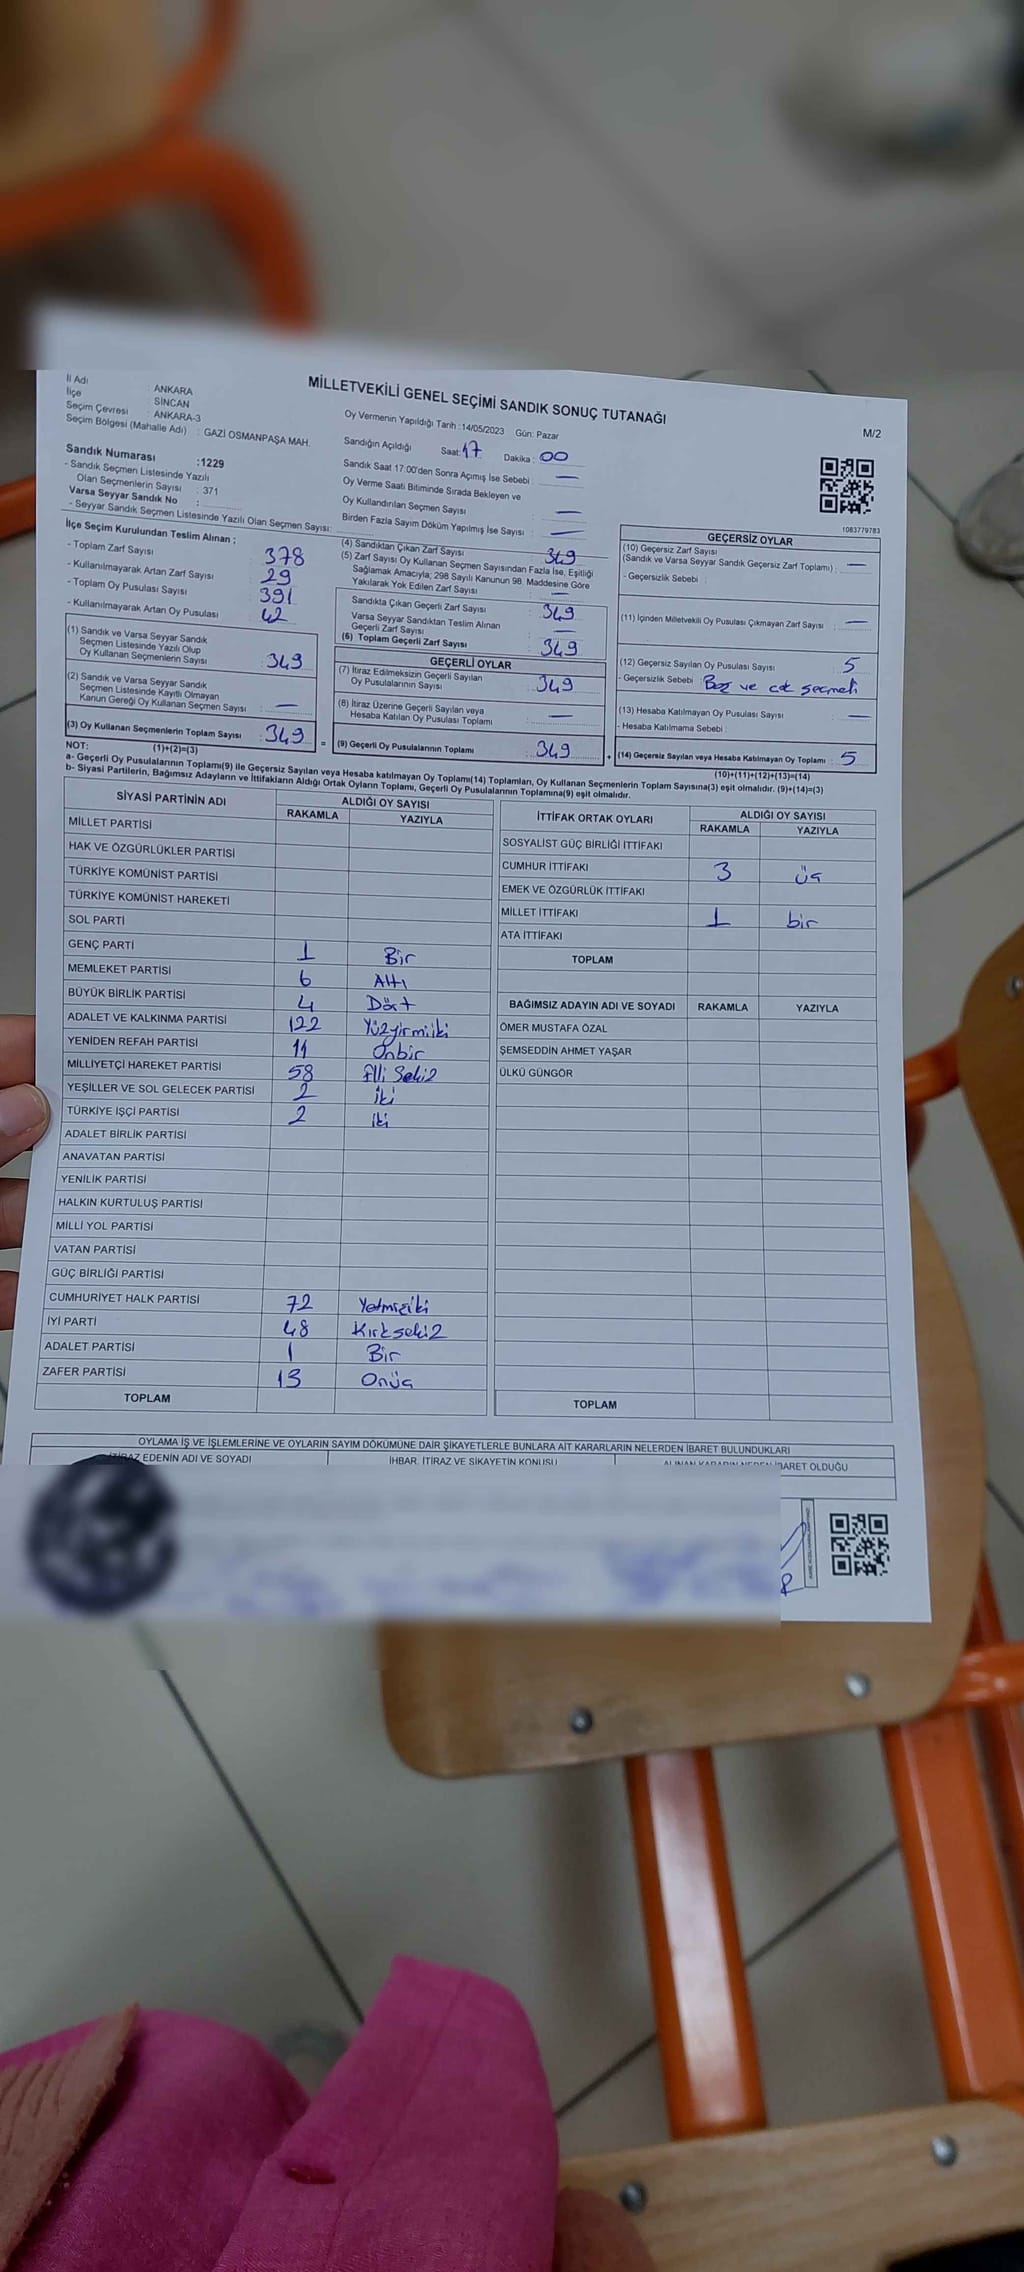 MİLLETVEKİLİ GENEL SEÇİMİ SANDIK SONUÇ TUTANAĞI
M/2
İl Adı : ANKARA
İlçe : SİNCAN
Seçim Çevresi : ANKARA-3
Seçim Bölgesi (Mahalle Adı) : GAZİ OSMANPAŞA MAH.
Sandık Numarası :1229
- Sandık Seçmen Listesinde Yazılı
Olan Seçmenlerin Sayısı : 371
Varsa Seyyar Sandık No :
- Seyyar Sandık Seçmen Listesinde Yazılı Olan Seçmen Sayısı:
Oy Vermenin Yapıldığı Tarih :14/05/2023 Gün: Pazar
Sandığın Açıldığı Saat: 17 Dakika : 00
Sandık Saat 17:00'den Sonra Açımış İse Sebebi : —
Oy Verme Saati Bitiminde Sırada Bekleyen ve
Oy Kullandırılan Seçmen Sayısı : —
Birden Fazla Sayım Döküm Yapılmış İse Sayısı : —
1083779783
İlçe Seçim Kurulundan Teslim Alınan ;
- Toplam Zarf Sayısı : 378
- Kullanılmayarak Artan Zarf Sayısı : 29
- Toplam Oy Pusulası Sayısı : 391
- Kullanılmayarak Artan Oy Pusulası : 42
(1) Sandık ve Varsa Seyyar Sandık
Seçmen Listesinde Yazılı Olup
Oy Kullanan Seçmenlerin Sayısı : 349
(2) Sandık ve Varsa Seyyar Sandık
Seçmen Listesinde Kayıtlı Olmayan
Kanun Gereği Oy Kullanan Seçmen Sayısı : —
(3) Oy Kullanan Seçmenlerin Toplam Sayısı : 349
(1)+(2)=(3)
(4) Sandıktan Çıkan Zarf Sayısı : 349
(5) Zarf Sayısı Oy Kullanan Seçmen Sayısından Fazla İse, Eşitliği
Sağlamak Amacıyla; 298 Sayılı Kanunun 98. Maddesine Göre
Yakılarak Yok Edilen Zarf Sayısı : —
Sandıkta Çıkan Geçerli Zarf Sayısı : 349
Varsa Seyyar Sandıktan Teslim Alınan
Geçerli Zarf Sayısı : —
(6) Toplam Geçerli Zarf Sayısı : 349
GEÇERLİ OYLAR
(7) İtiraz Edilmeksizin Geçerli Sayılan
Oy Pusulalarının Sayısı : 349
(8) İtiraz Üzerine Geçerli Sayılan veya
Hesaba Katılan Oy Pusulası Toplamı : —
= (9) Geçerli Oy Pusulalarının Toplamı : 349
GEÇERSİZ OYLAR
(10) Geçersiz Zarf Sayısı
(Sandık ve Varsa Seyyar Sandık Geçersiz Zarf Toplamı) : —
- Geçersizlik Sebebi :
(11) İçinden Milletvekili Oy Pusulası Çıkmayan Zarf Sayısı : —
(12) Geçersiz Sayılan Oy Pusulası Sayısı : 5
- Geçersizlik Sebebi : Boş ve çok seçmeli
(13) Hesaba Katılmayan Oy Pusulası Sayısı : —
- Hesaba Katılmama Sebebi :
+ (14) Geçersiz Sayılan veya Hesaba Katılmayan Oy Toplamı : 5
(10)+(11)+(12)+(13)=(14)
NOT:
a- Geçerli Oy Pusulalarının Toplamı(9) ile Geçersiz Sayılan veya Hesaba katılmayan Oy Toplamı(14) Toplamları, Oy Kullanan Seçmenlerin Toplam Sayısına(3) eşit olmalıdır. (9)+(14)=(3)
b- Siyasi Partilerin, Bağımsız Adayların ve İttifakların Aldığı Ortak Oyların Toplamı, Geçerli Oy Pusulalarının Toplamına(9) eşit olmalıdır.
SİYASİ PARTİNİN ADI ALDIĞI OY SAYISI
RAKAMLA YAZIYLA
MİLLET PARTİSİ
HAK VE ÖZGÜRLÜKLER PARTİSİ
TÜRKİYE KOMÜNİST PARTİSİ
TÜRKİYE KOMÜNİST HAREKETİ
SOL PARTİ
GENÇ PARTİ 1 Bir
MEMLEKET PARTİSİ 6 Altı
BÜYÜK BİRLİK PARTİSİ 4 Dört
ADALET VE KALKINMA PARTİSİ 122 Yüzyirmiiki
YENİDEN REFAH PARTİSİ 11 Onbir
MİLLİYETÇİ HAREKET PARTİSİ 58 Elli Sekiz
YEŞİLLER VE SOL GELECEK PARTİSİ 2 iki
TÜRKİYE İŞÇİ PARTİSİ 2 iki
ADALET BİRLİK PARTİSİ
ANAVATAN PARTİSİ
YENİLİK PARTİSİ
HALKIN KURTULUŞ PARTİSİ
MİLLİ YOL PARTİSİ
VATAN PARTİSİ
GÜÇ BİRLİĞİ PARTİSİ
CUMHURİYET HALK PARTİSİ 72 Yetmişiki
İYİ PARTİ 48 Kırksekiz
ADALET PARTİSİ 1 Bir
ZAFER PARTİSİ 13 Onüç
TOPLAM
İTTİFAK ORTAK OYLARI ALDIĞI OY SAYISI
RAKAMLA YAZIYLA
SOSYALİST GÜÇ BİRLİĞİ İTTİFAKI
CUMHUR İTTİFAKI 3 üç
EMEK VE ÖZGÜRLÜK İTTİFAKI
MİLLET İTTİFAKI 1 bir
ATA İTTİFAKI
TOPLAM
BAĞIMSIZ ADAYIN ADI VE SOYADI RAKAMLA YAZIYLA
ÖMER MUSTAFA ÖZAL
ŞEMSEDDİN AHMET YAŞAR
ÜLKÜ GÜNGÖR
TOPLAM
OYLAMA İŞ VE İŞLEMLERİNE VE OYLARIN SAYIM DÖKÜMÜNE DAİR ŞİKAYETLERLE BUNLARA AİT KARARLARIN NELERDEN İBARET BULUNDUKLARI
İTİRAZ EDENİN ADI VE SOYADI İHBAR, İTİRAZ VE ŞİKAYETİN KONUSU ALINAN KARARIN NEDEN İBARET OLDUĞU